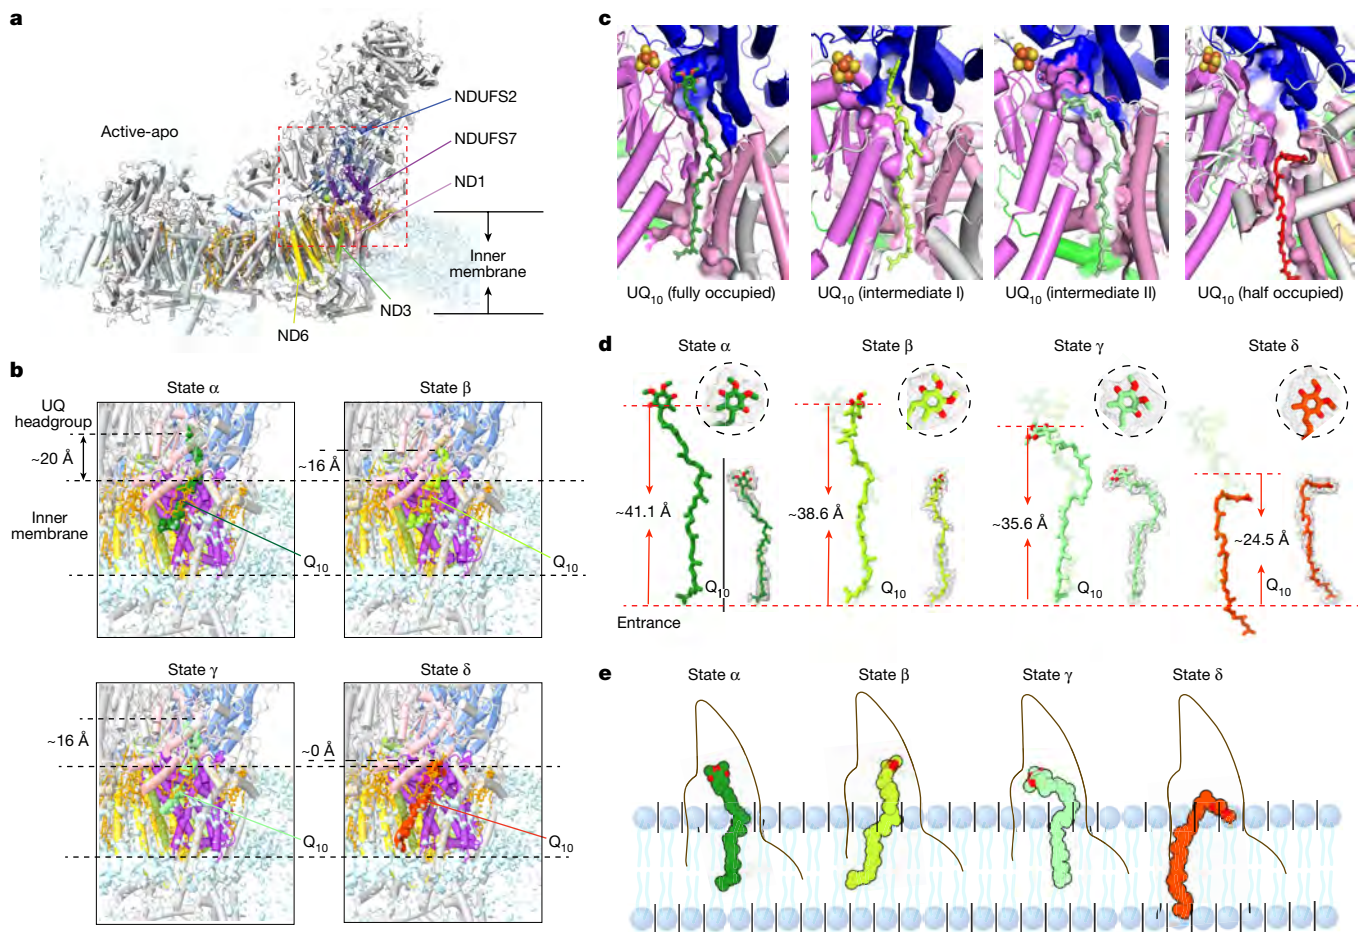 a
Active-apo
NDUFS2
NDUFS7
ND1
Inner
membrane
ND3
ND6
b
State α
State β
UQ
headgroup
~20 Å
~16 Å
Inner
membrane
Q10
Q10
State γ
State δ
~16 Å
~0 Å
Q10
Q10
c
UQ10 (fully occupied)
UQ10 (intermediate I)
UQ10 (intermediate II)
UQ10 (half occupied)
d
State α
State β
State γ
State δ
~41.1 Å
~38.6 Å
~35.6 Å
~24.5 Å
Q10
Q10
Q10
Q10
Entrance
e
State α
State β
State γ
State δ